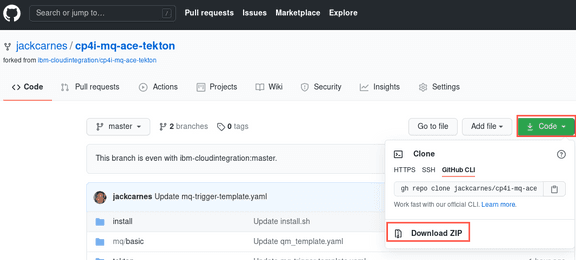 Search or jump to...
/
Pull requests
Issues
Marketplace
Explore
jackcarnes / cp4i-mq-ace-tekton
forked from ibm-cloudintegration/cp4i-mq-ace-tekton
Code
Pull requests
Actions
Projects
Wiki
Security
Insights
Settings
master
2 branches
0 tags
Go to file
Add file
Code
This branch is even with ibm-cloudintegration:master.
Clone
?
HTTPS SSH GitHub CLI
gh repo clone jackcarnes/cp4i-mq-ace
Work fast with our official CLI. Learn more.
Download ZIP
jackcarnes Update mq-trigger-template.yaml
install
Update install.sh
mq/basic
Update qm_template.yaml